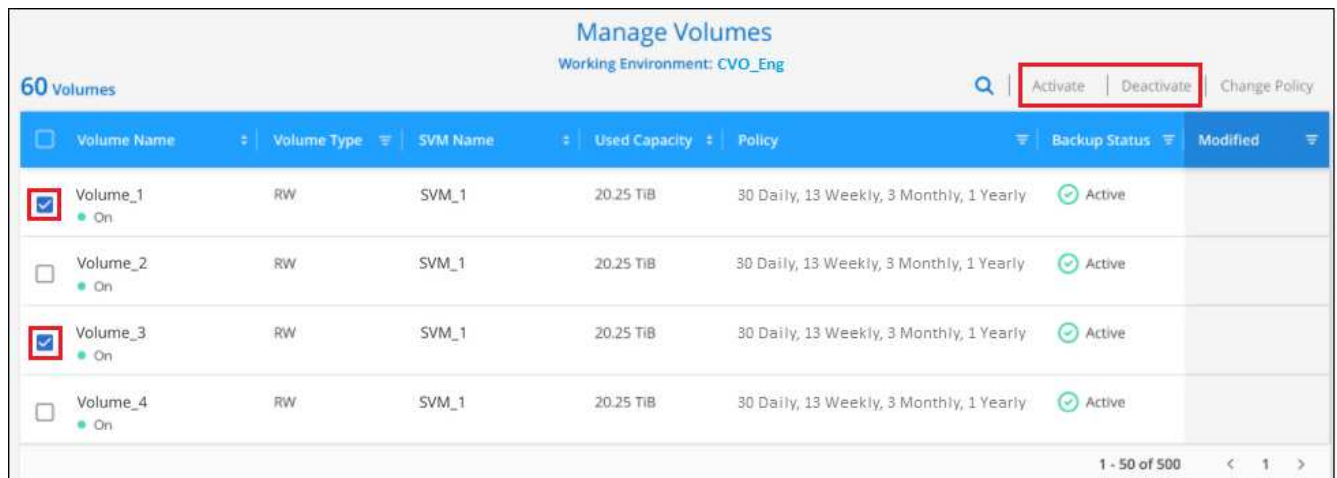 Manage Volumes
Working Environment: CVO_Eng
60 Volumes
Activate | Deactivate | Change Policy
Volume Name Volume Type SVM Name Used Capacity Policy Backup Status Modified
Volume_1 RW SVM_1 20.25 TiB 30 Daily, 13 Weekly, 3 Monthly, 1 Yearly Active
On
Volume_2 RW SVM_1 20.25 TiB 30 Daily, 13 Weekly, 3 Monthly, 1 Yearly Active
On
Volume_3 RW SVM_1 20.25 TiB 30 Daily, 13 Weekly, 3 Monthly, 1 Yearly Active
On
Volume_4 RW SVM_1 20.25 TiB 30 Daily, 13 Weekly, 3 Monthly, 1 Yearly Active
On
1 - 50 of 500 < 1 >